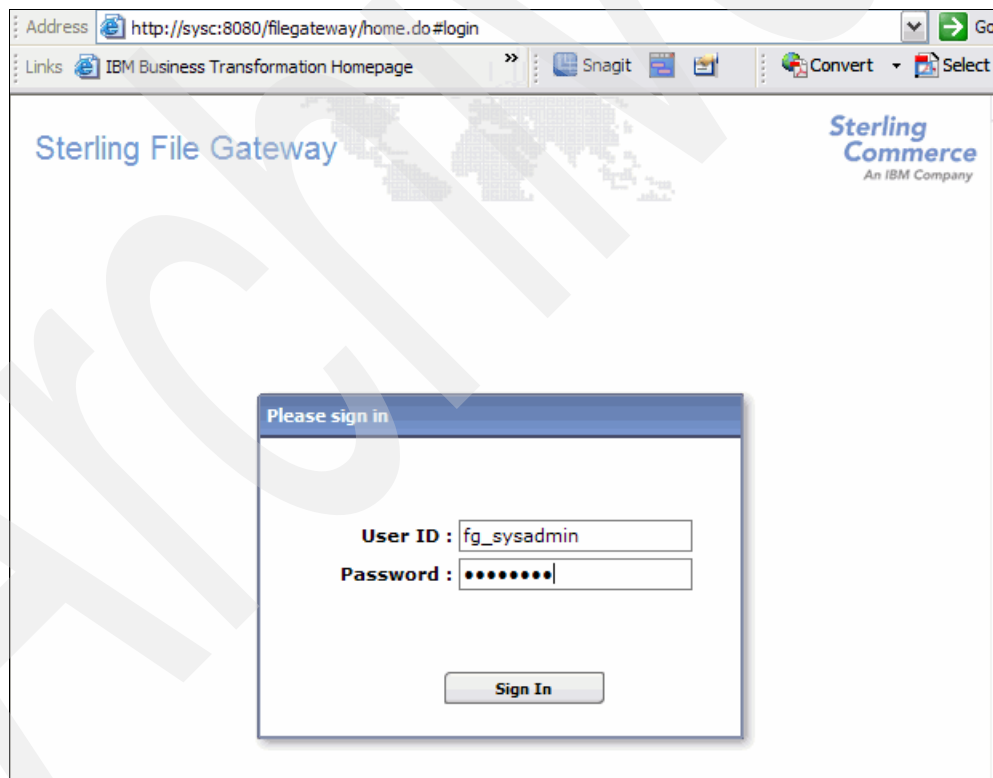 Address http://sysc:8080/filegateway/home.do#login Go
Links IBM Business Transformation Homepage » Snagit Convert Select
Sterling File Gateway
Sterling
Commerce
An IBM Company
Please sign in
User ID : fg_sysadmin
Password : ••••••••
Sign In